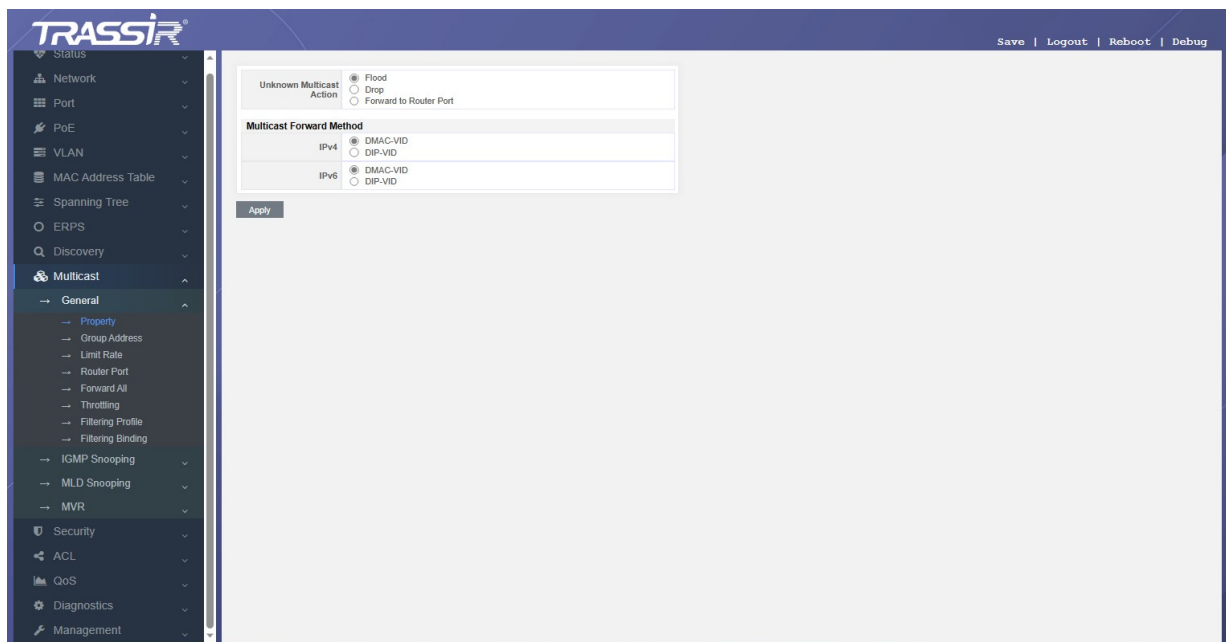 TRASSIR®
Save | Logout | Reboot | Debug
Status
Network
Port
PoE
VLAN
MAC Address Table
Spanning Tree
ERPS
Discovery
Multicast
→ General
→ Property
→ Group Address
→ Limit Rate
→ Router Port
→ Forward All
→ Throttling
→ Filtering Profile
→ Filtering Binding
→ IGMP Snooping
→ MLD Snooping
→ MVR
Security
ACL
QoS
Diagnostics
Management
Unknown Multicast
Action
Flood
Drop
Forward to Router Port
Multicast Forward Method
IPv4
DMAC-VID
DIP-VID
IPv6
DMAC-VID
DIP-VID
Apply